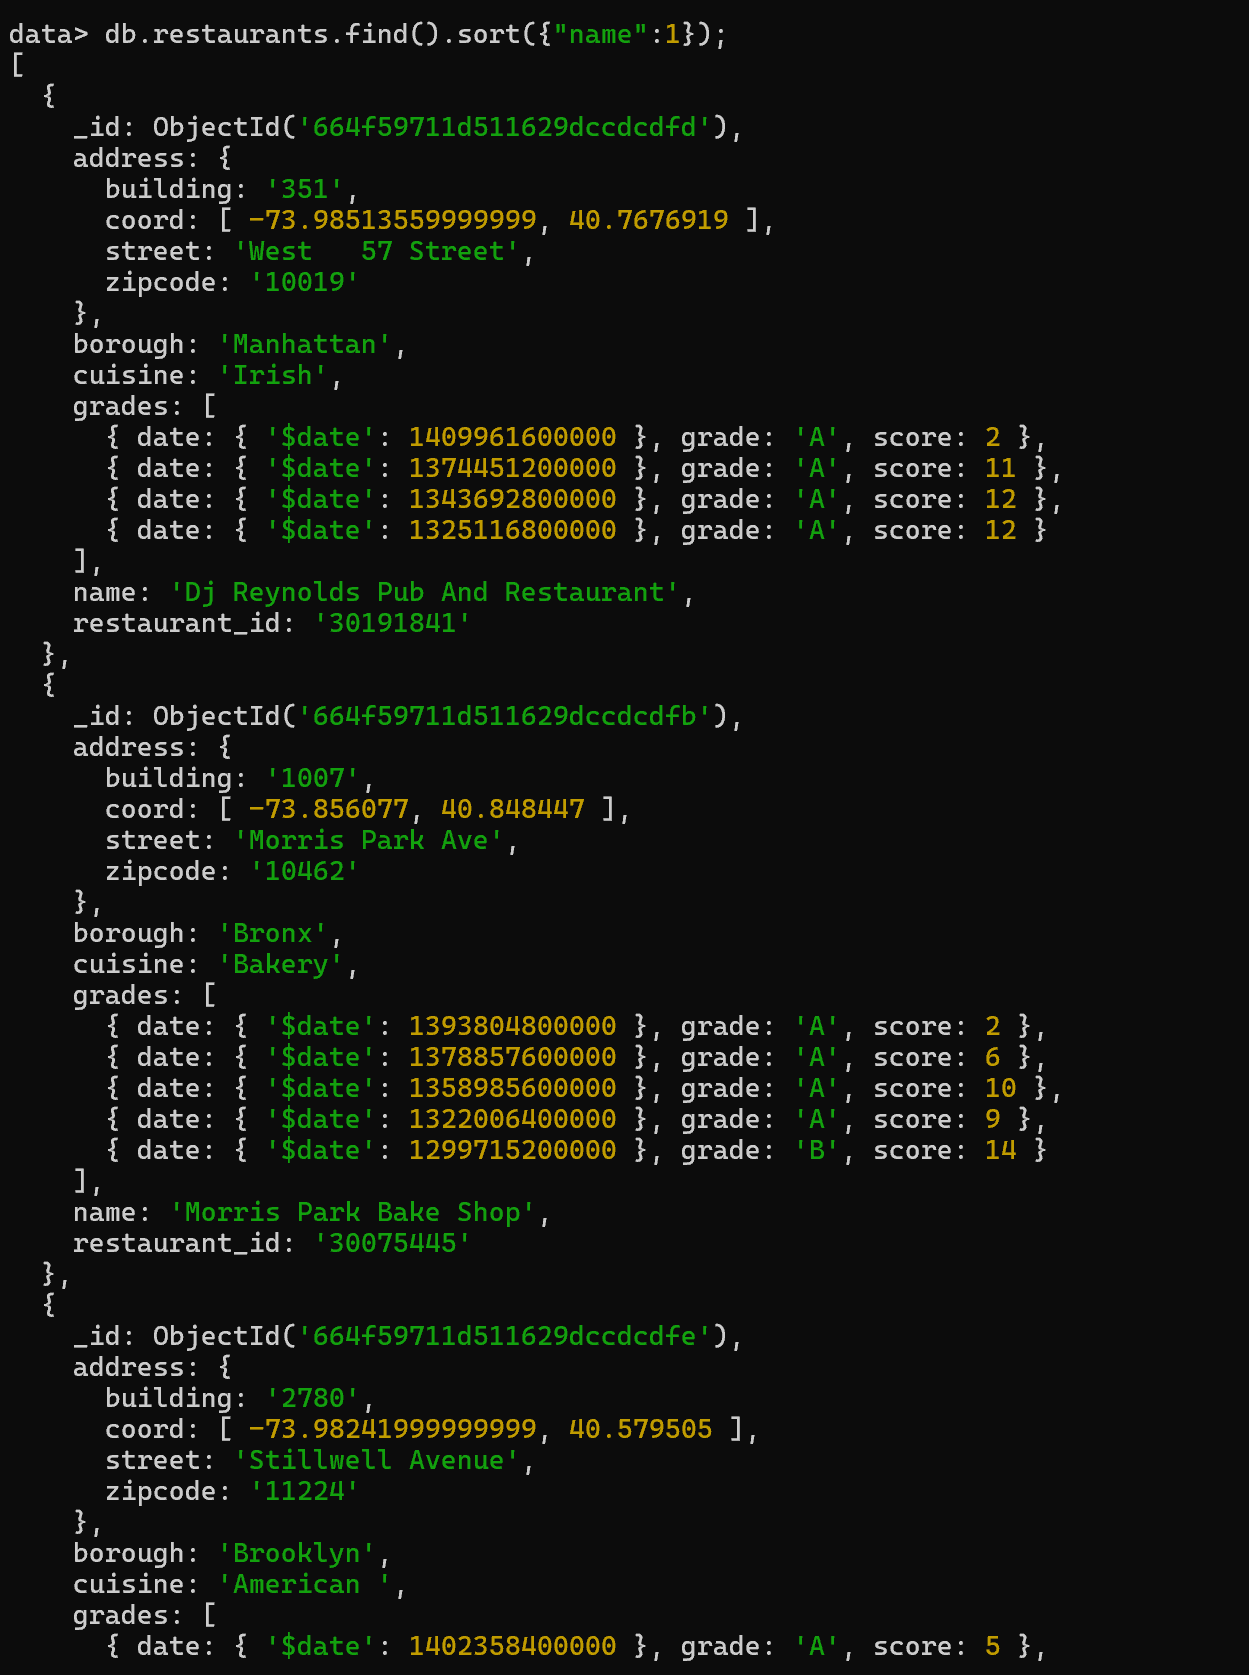 data> db.restaurants.find().sort({"name":1});
[
  {
    _id: ObjectId('664f59711d511629dccdcdfd'),
    address: {
      building: '351',
      coord: [ -73.98513559999999, 40.7676919 ],
      street: 'West   57 Street',
      zipcode: '10019'
    },
    borough: 'Manhattan',
    cuisine: 'Irish',
    grades: [
      { date: { '$date': 1409961600000 }, grade: 'A', score: 2 },
      { date: { '$date': 1374451200000 }, grade: 'A', score: 11 },
      { date: { '$date': 1343692800000 }, grade: 'A', score: 12 },
      { date: { '$date': 1325116800000 }, grade: 'A', score: 12 }
    ],
    name: 'Dj Reynolds Pub And Restaurant',
    restaurant_id: '30191841'
  },
  {
    _id: ObjectId('664f59711d511629dccdcdfb'),
    address: {
      building: '1007',
      coord: [ -73.856077, 40.848447 ],
      street: 'Morris Park Ave',
      zipcode: '10462'
    },
    borough: 'Bronx',
    cuisine: 'Bakery',
    grades: [
      { date: { '$date': 1393804800000 }, grade: 'A', score: 2 },
      { date: { '$date': 1378857600000 }, grade: 'A', score: 6 },
      { date: { '$date': 1358985600000 }, grade: 'A', score: 10 },
      { date: { '$date': 1322006400000 }, grade: 'A', score: 9 },
      { date: { '$date': 1299715200000 }, grade: 'B', score: 14 }
    ],
    name: 'Morris Park Bake Shop',
    restaurant_id: '30075445'
  },
  {
    _id: ObjectId('664f59711d511629dccdcdfe'),
    address: {
      building: '2780',
      coord: [ -73.98241999999999, 40.579505 ],
      street: 'Stillwell Avenue',
      zipcode: '11224'
    },
    borough: 'Brooklyn',
    cuisine: 'American ',
    grades: [
      { date: { '$date': 1402358400000 }, grade: 'A', score: 5 },